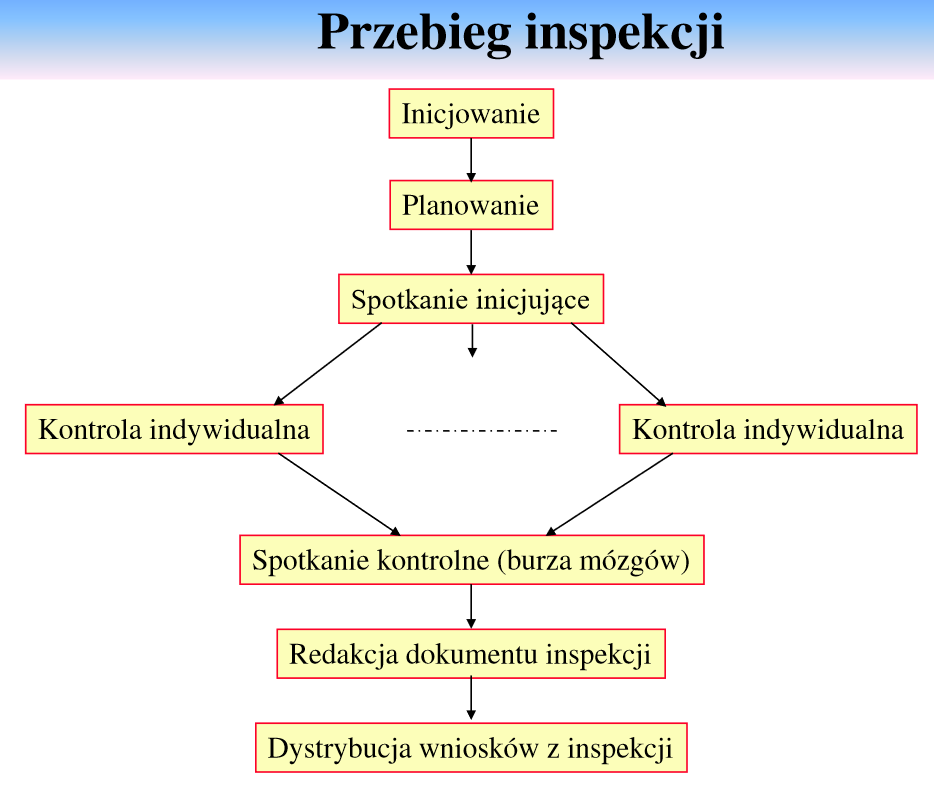 Przebieg inspekcji
Inicjowanie
Planowanie
Spotkanie inicjujące
Kontrola indywidualna
Kontrola indywidualna
Spotkanie kontrolne (burza mózgów)
Redakcja dokumentu inspekcji
Dystrybucja wniosków z inspekcji